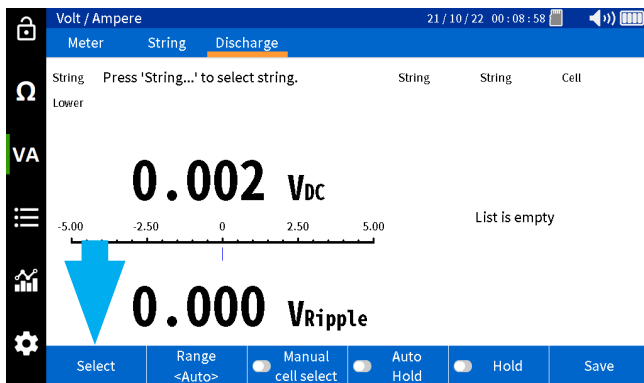 Volt / Ampere 21 / 10 / 22 00 : 08 : 58
Meter String Discharge
String Press 'String...' to select string. String String Cell
Lower
Ω
VA
0.002 VDC
-5.00 -2.50 0 2.50 5.00
List is empty
0.000 VRipple
Select Range <Auto> Manual cell select Auto Hold Hold Save